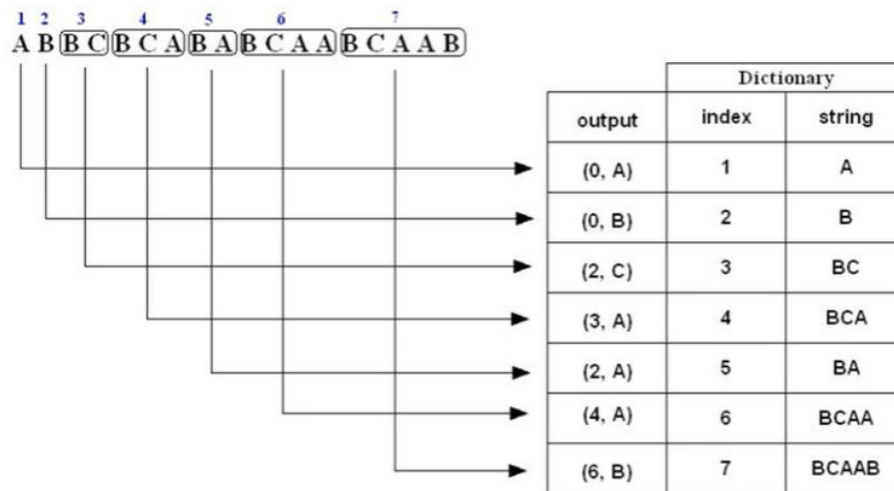 1 2 3 4 5 6 7
A B B C B C A B A B C A A B C A A B
Dictionary
output index string
(0, A) 1 A
(0, B) 2 B
(2, C) 3 BC
(3, A) 4 BCA
(2, A) 5 BA
(4, A) 6 BCAA
(6, B) 7 BCAAB